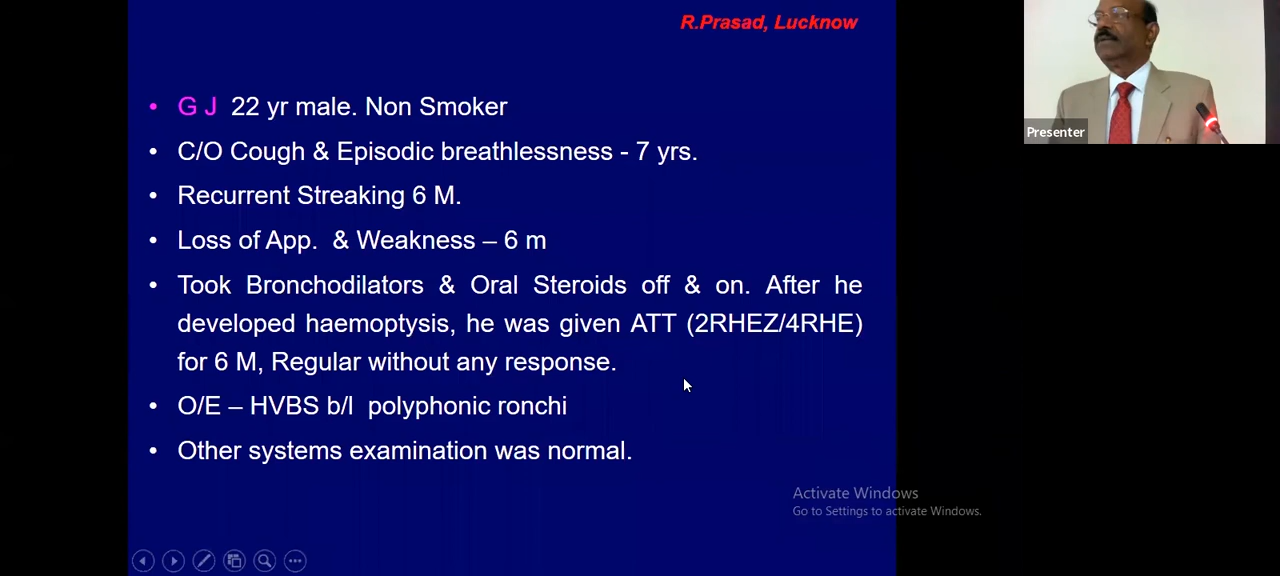 R.Prasad, Lucknow
• G J 22 yr male. Non Smoker
• C/O Cough & Episodic breathlessness - 7 yrs.
• Recurrent Streaking 6 M.
• Loss of App. & Weakness – 6 m
• Took Bronchodilators & Oral Steroids off & on. After he
developed haemoptysis, he was given ATT (2RHEZ/4RHE)
for 6 M, Regular without any response.
• O/E – HVBS b/l polyphonic ronchi
• Other systems examination was normal.
Presenter
Activate Windows
Go to Settings to activate Windows.